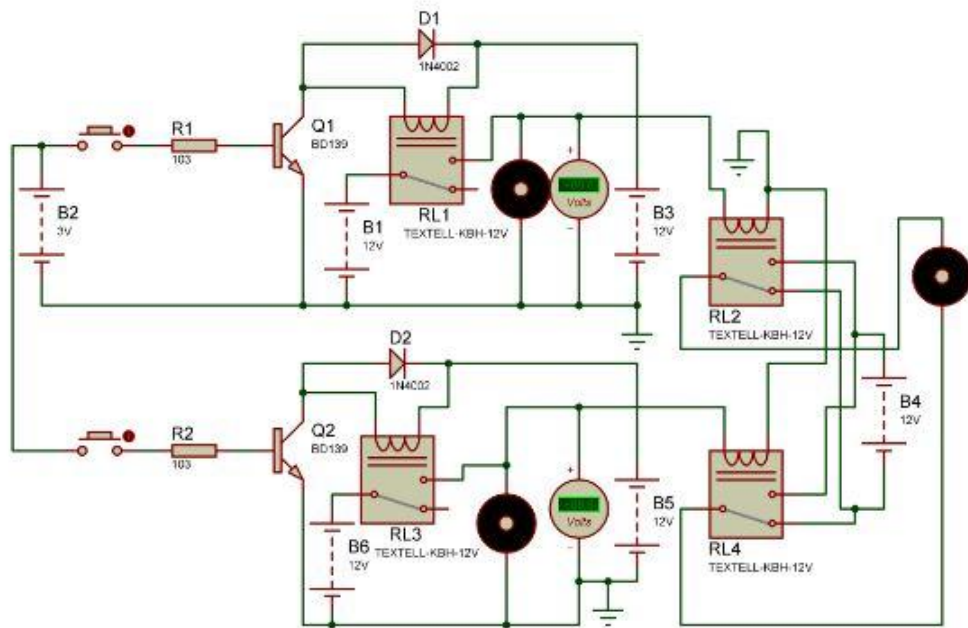 D1
1N4002
R1
103
Q1
BD139
B2
3V
B1
12V
RL1
TEXTELL-KBH-12V
+
Volts
B3
12V
RL2
TEXTELL-KBH-12V
D2
1N4002
R2
103
Q2
BD139
B4
12V
B6
12V
RL3
TEXTELL-KBH-12V
+
Volts
B5
12V
RL4
TEXTELL-KBH-12V